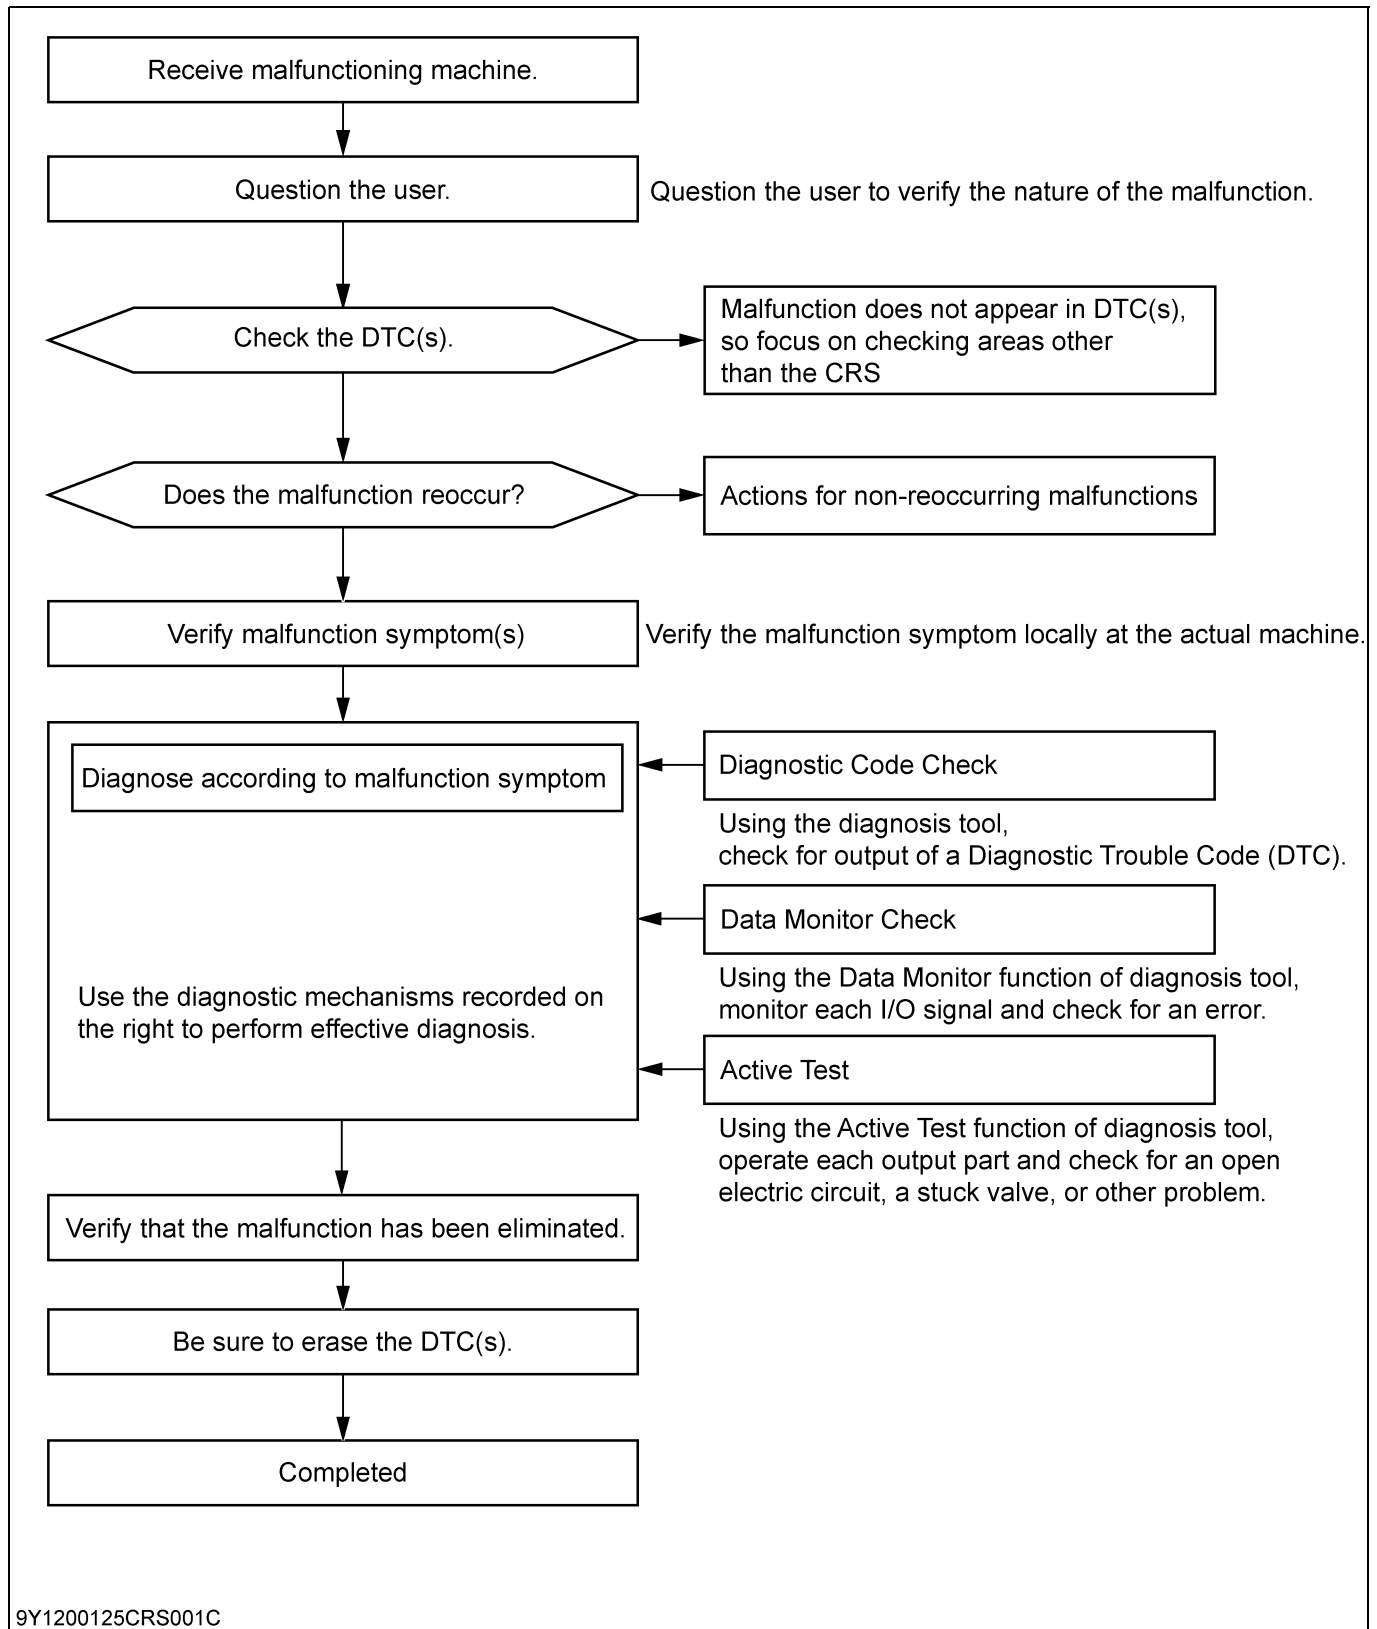 Receive malfunctioning machine.
Question the user.
Question the user to verify the nature of the malfunction.
Check the DTC(s).
Malfunction does not appear in DTC(s),
so focus on checking areas other
than the CRS
Does the malfunction reoccur?
Actions for non-reoccurring malfunctions
Verify malfunction symptom(s)
Verify the malfunction symptom locally at the actual machine.
Diagnose according to malfunction symptom
Use the diagnostic mechanisms recorded on
the right to perform effective diagnosis.
Diagnostic Code Check
Using the diagnosis tool,
check for output of a Diagnostic Trouble Code (DTC).
Data Monitor Check
Using the Data Monitor function of diagnosis tool,
monitor each I/O signal and check for an error.
Active Test
Using the Active Test function of diagnosis tool,
operate each output part and check for an open
electric circuit, a stuck valve, or other problem.
Verify that the malfunction has been eliminated.
Be sure to erase the DTC(s).
Completed
9Y1200125CRS001C